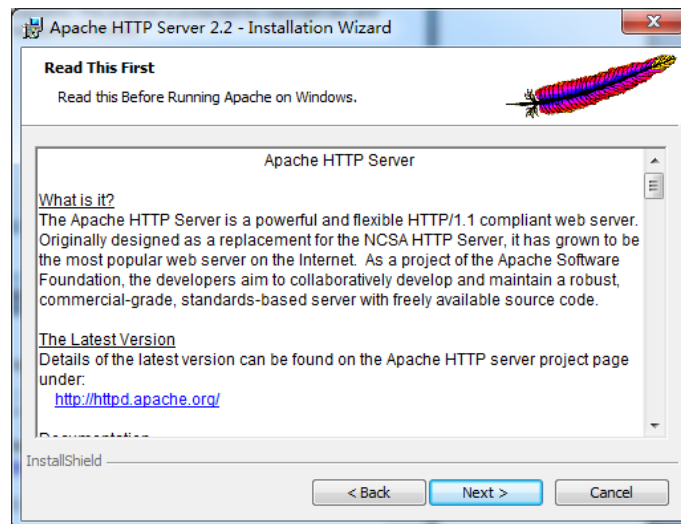 Apache HTTP Server 2.2 - Installation Wizard
Read This First
Read this Before Running Apache on Windows.
Apache HTTP Server
What is it?
The Apache HTTP Server is a powerful and flexible HTTP/1.1 compliant web server.
Originally designed as a replacement for the NCSA HTTP Server, it has grown to be
the most popular web server on the Internet.  As a project of the Apache Software
Foundation, the developers aim to collaboratively develop and maintain a robust,
commercial-grade, standards-based server with freely available source code.
The Latest Version
Details of the latest version can be found on the Apache HTTP server project page
under:
http://httpd.apache.org/
Documentation
InstallShield
< Back
Next >
Cancel